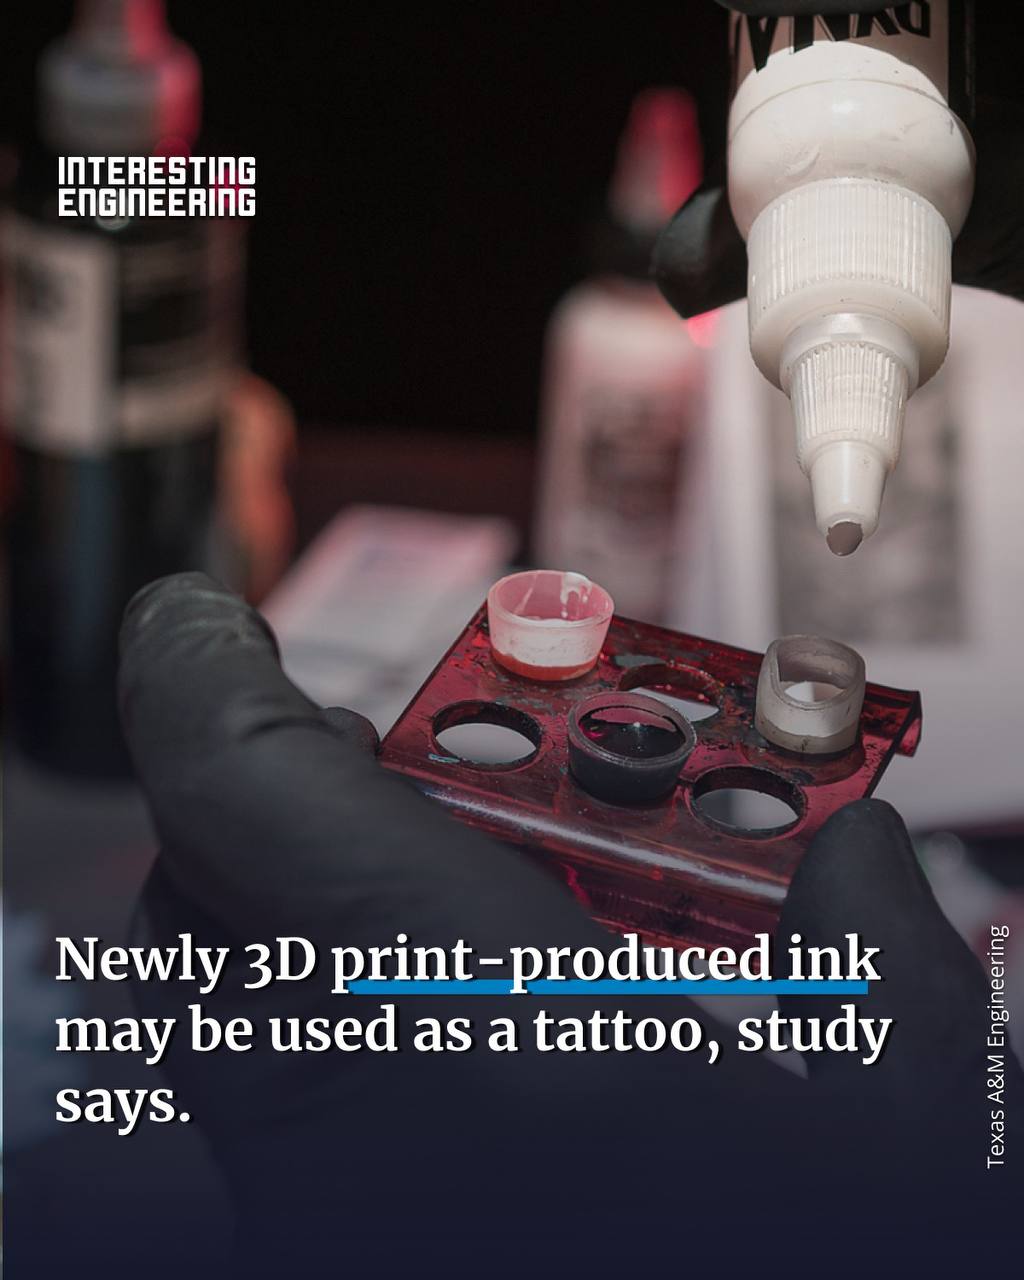 INTERESTING
ENGINEERING
Newly 3D print-produced ink
may be used as a tattoo, study
says.
Texas A&M Engineering